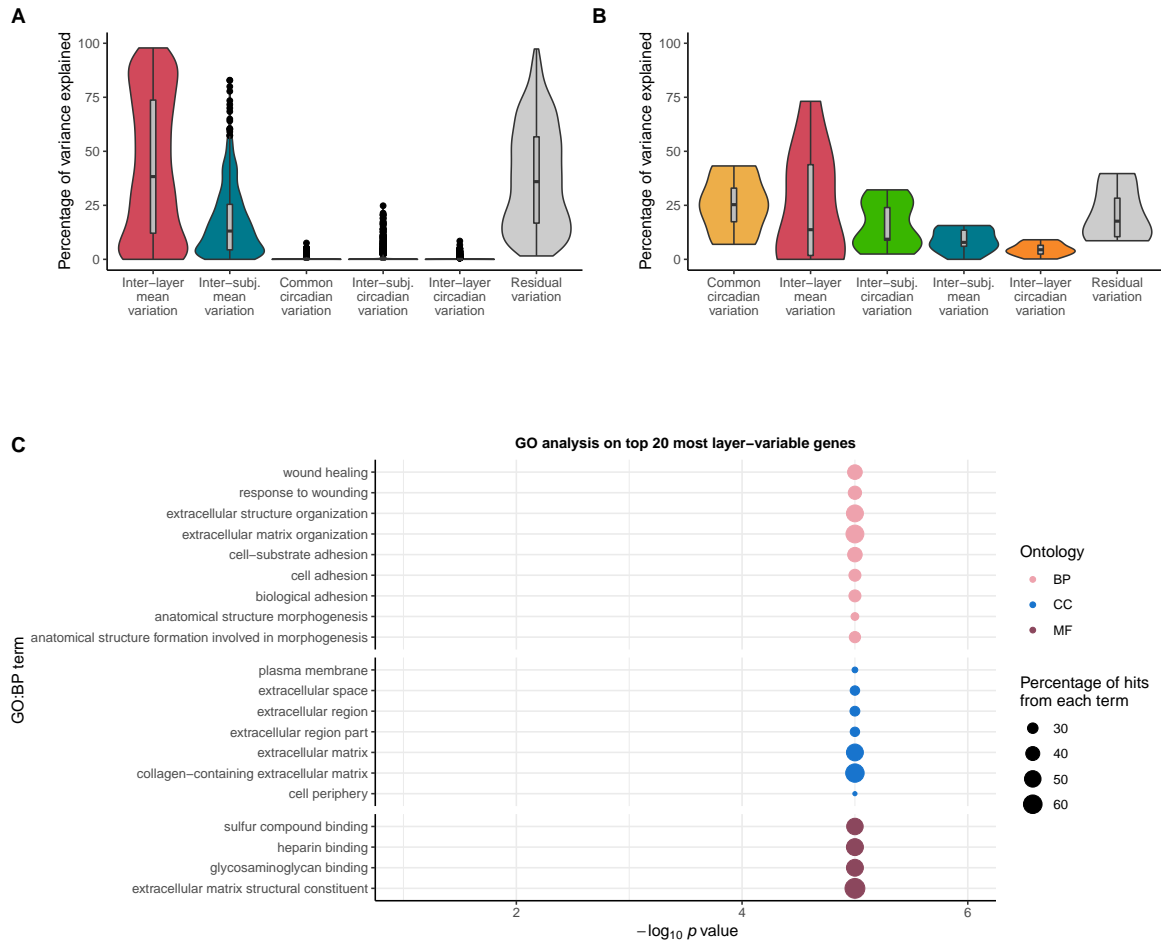 A
Percentage of variance explained
100
75
50
25
0
Inter−layer
mean
variation
Inter−subj.
mean
variation
Common
circadian
variation
Inter−subj.
circadian
variation
Inter−layer
circadian
variation
Residual
variation
B
Percentage of variance explained
100
75
50
25
0
Common
circadian
variation
Inter−layer
mean
variation
Inter−subj.
circadian
variation
Inter−subj.
mean
variation
Inter−layer
circadian
variation
Residual
variation
C
GO analysis on top 20 most layer−variable genes
GO:BP term
wound healing
response to wounding
extracellular structure organization
extracellular matrix organization
cell−substrate adhesion
cell adhesion
biological adhesion
anatomical structure morphogenesis
anatomical structure formation involved in morphogenesis
plasma membrane
extracellular space
extracellular region
extracellular region part
extracellular matrix
collagen−containing extracellular matrix
cell periphery
sulfur compound binding
heparin binding
glycosaminoglycan binding
extracellular matrix structural constituent
2 4 6
−log10 p value
Ontology
BP
CC
MF
Percentage of hits
from each term
30
40
50
60